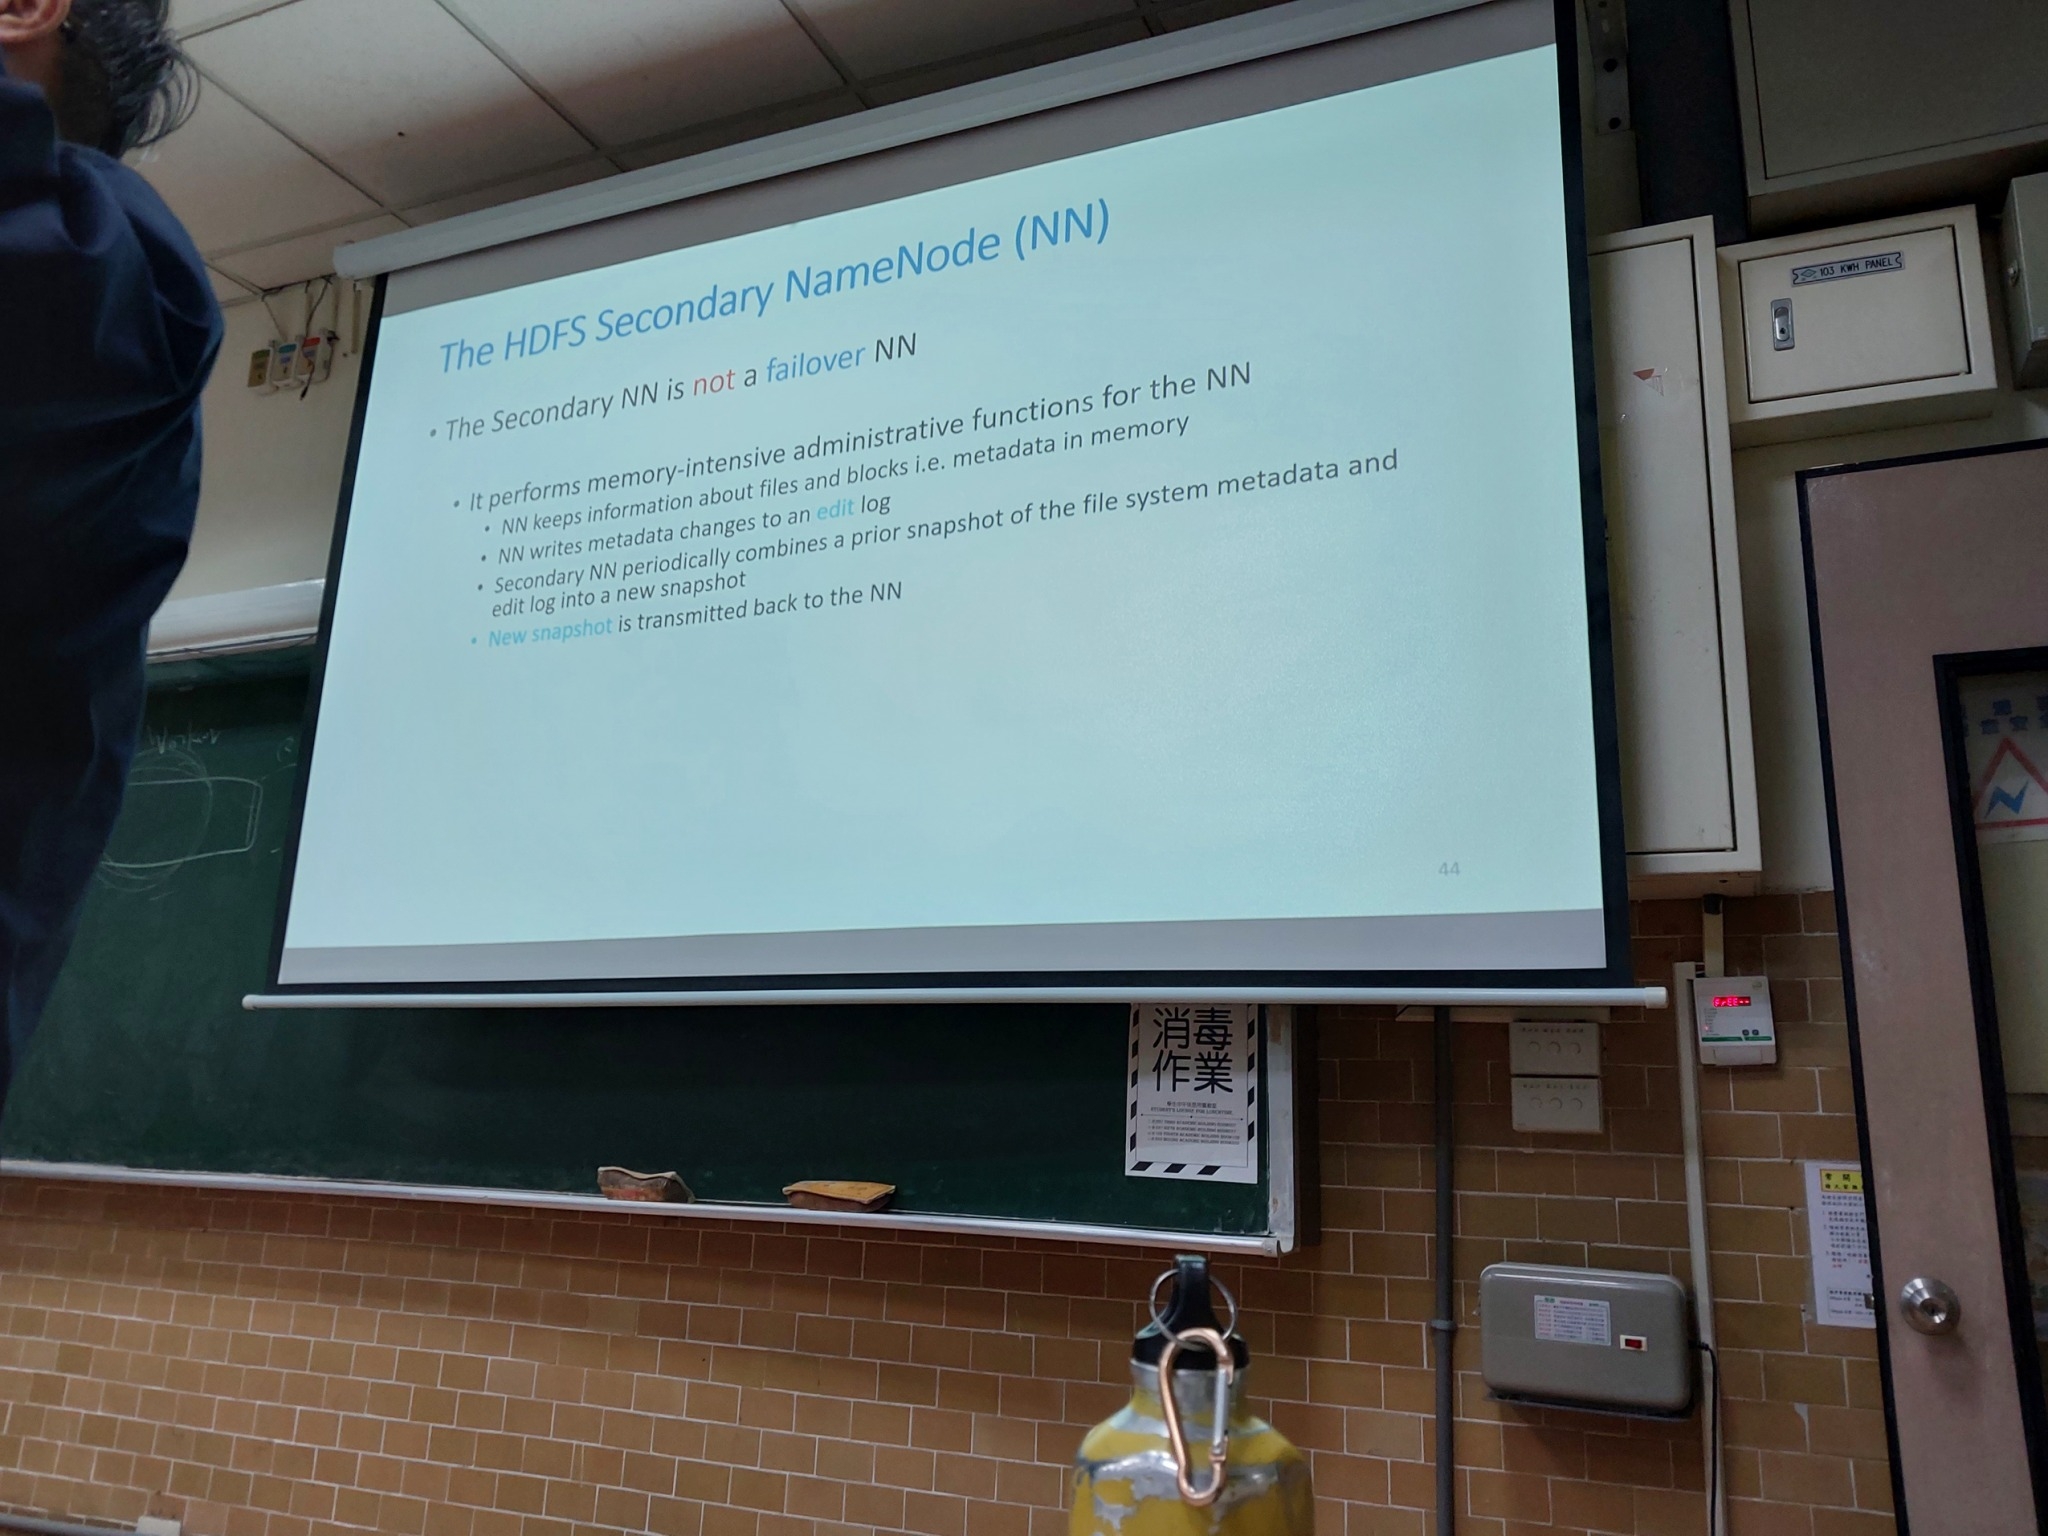 The HDFS Secondary NameNode (NN)
• The Secondary NN is not a failover NN
• It performs memory-intensive administrative functions for the NN
• NN keeps information about files and blocks i.e. metadata in memory
• NN writes metadata changes to an edit log
• Secondary NN periodically combines a prior snapshot of the file system metadata and
edit log into a new snapshot
• New snapshot is transmitted back to the NN
44
103 KWH PANEL
Worker
消毒
作業